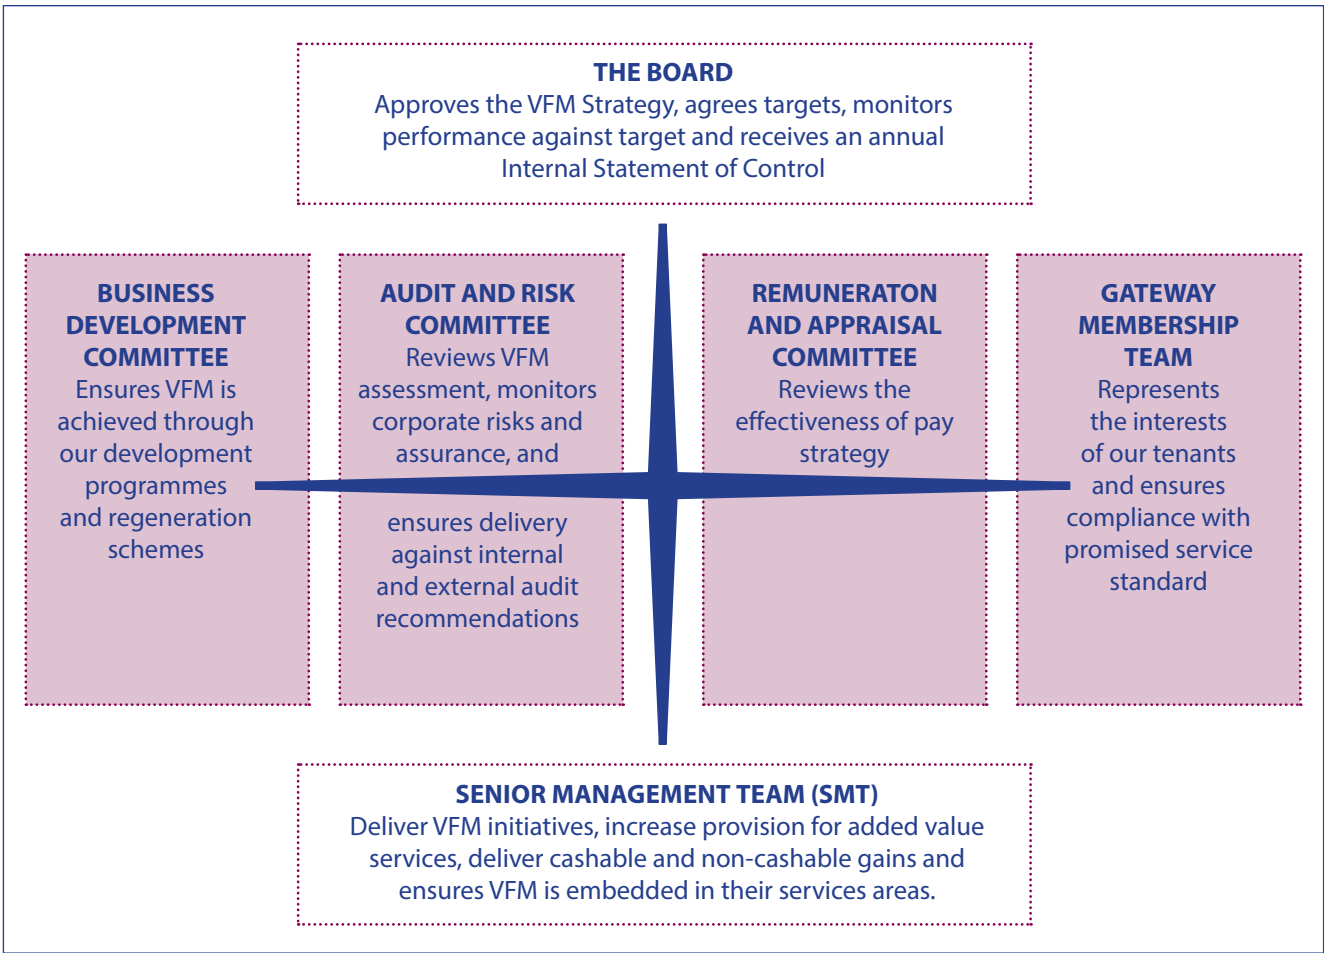 THE BOARD
Approves the VFM Strategy, agrees targets, monitors
performance against target and receives an annual
Internal Statement of Control
BUSINESS
DEVELOPMENT
COMMITTEE
Ensures VFM is
achieved through
our development
programmes
and regeneration
schemes
AUDIT AND RISK
COMMITTEE
Reviews VFM
assessment, monitors
corporate risks and
assurance, and
ensures delivery
against internal
and external audit
recommendations
REMUNERATON
AND APPRAISAL
COMMITTEE
Reviews the
effectiveness of pay
strategy
GATEWAY
MEMBERSHIP
TEAM
Represents
the interests
of our tenants
and ensures
compliance with
promised service
standard
SENIOR MANAGEMENT TEAM (SMT)
Deliver VFM initiatives, increase provision for added value
services, deliver cashable and non-cashable gains and
ensures VFM is embedded in their services areas.